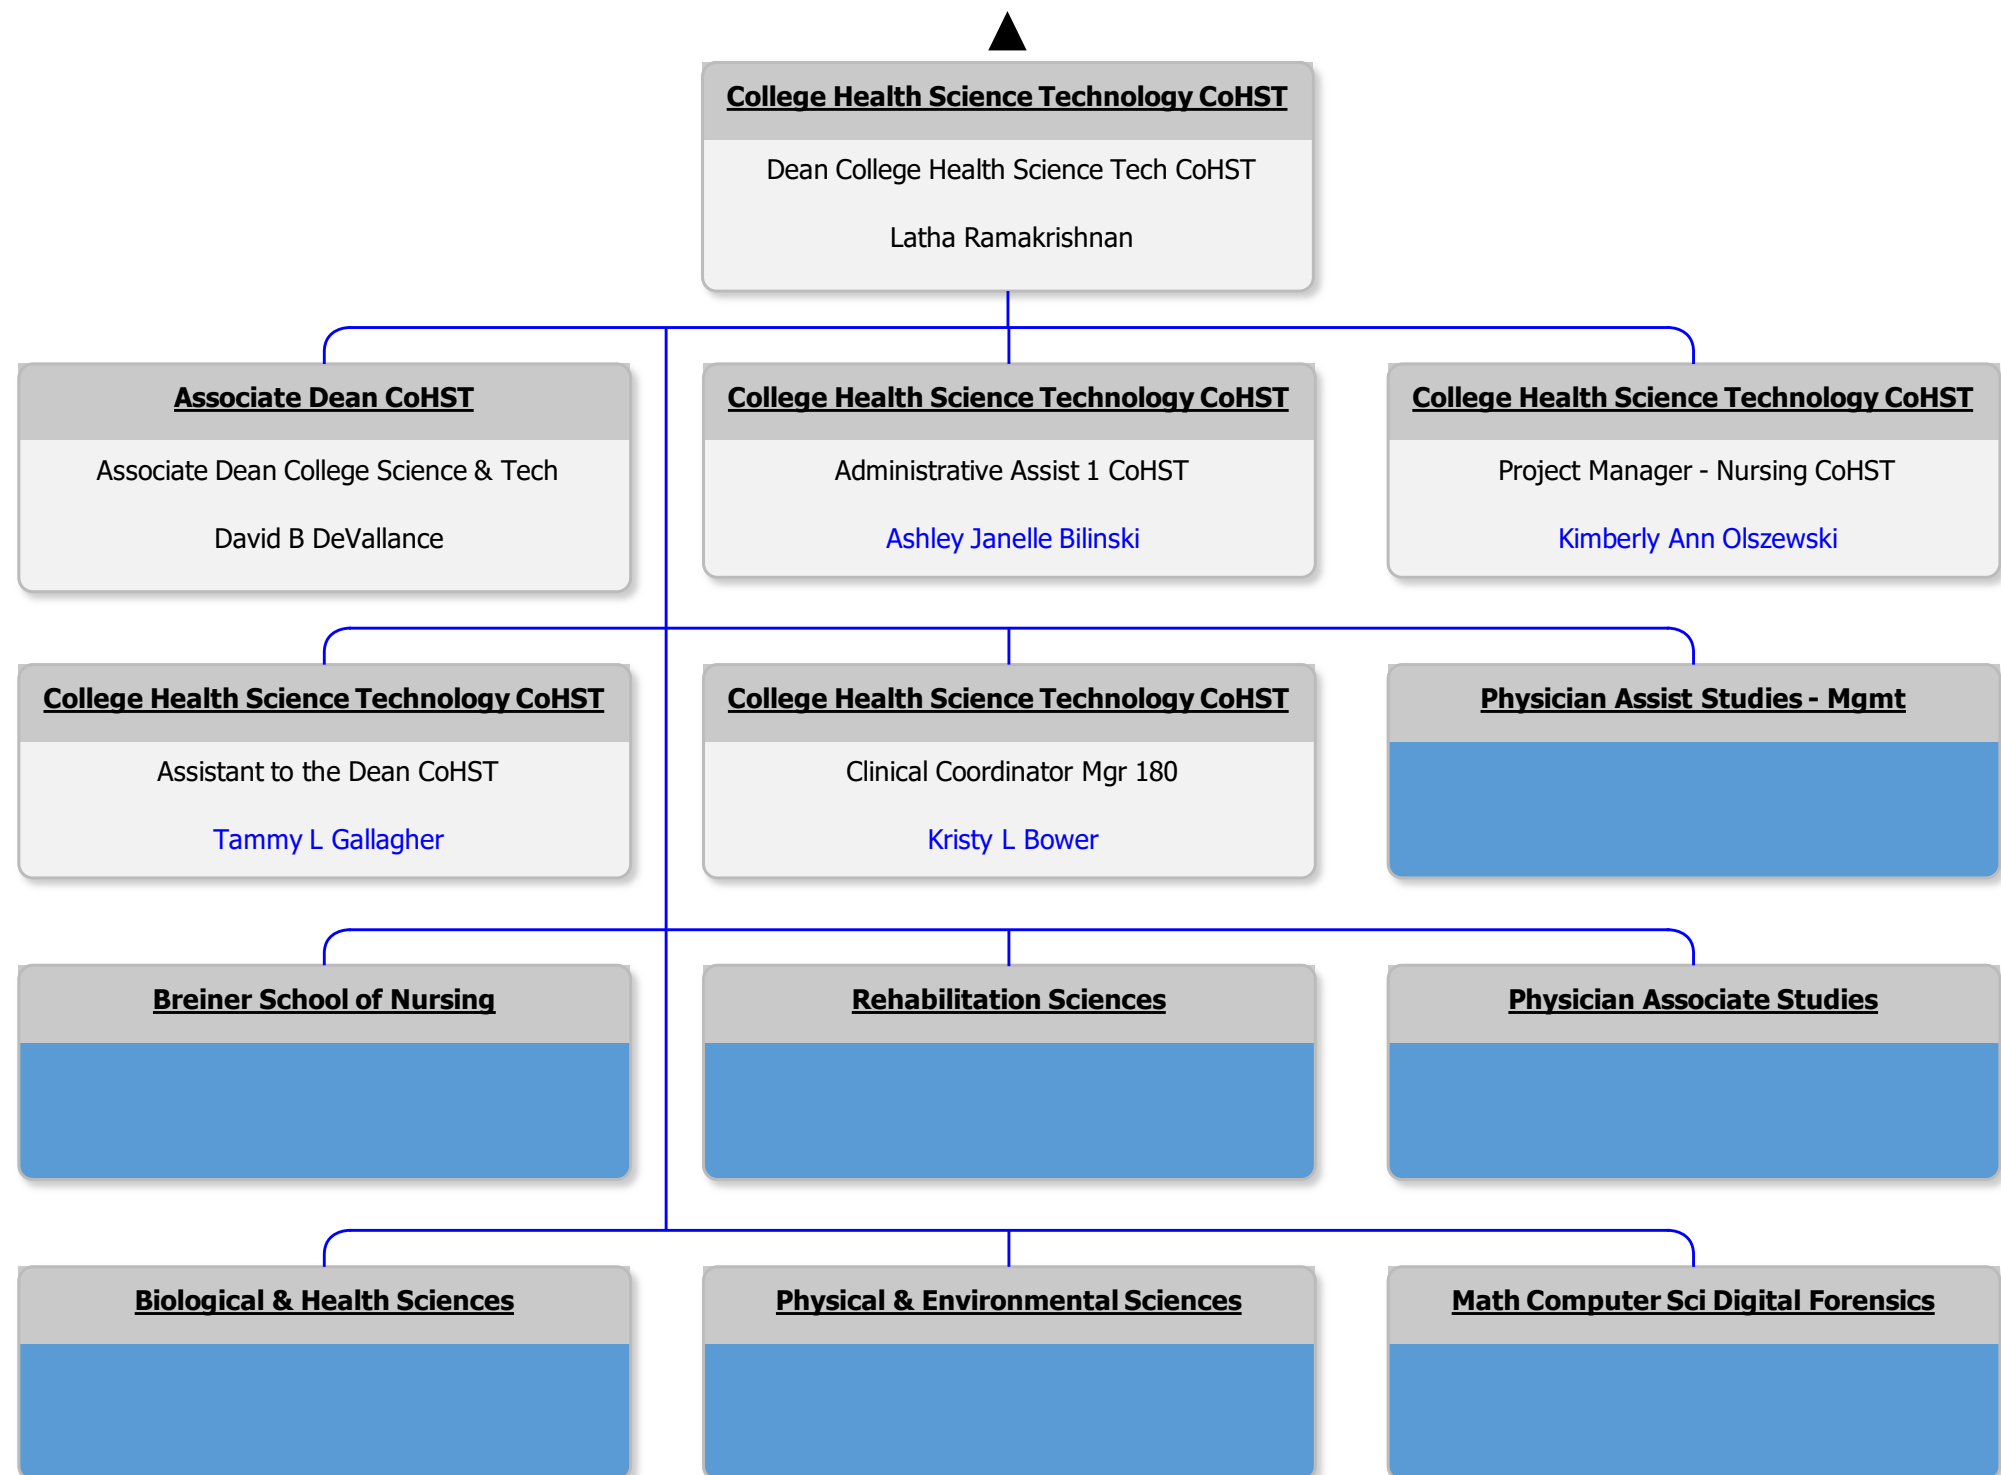 College Health Science Technology CoHST
Dean College Health Science Tech CoHST
Latha Ramakrishnan
Associate Dean CoHST
Associate Dean College Science & Tech
David B DeVallance
College Health Science Technology CoHST
Administrative Assist 1 CoHST
Ashley Janelle Bilinski
College Health Science Technology CoHST
Project Manager - Nursing CoHST
Kimberly Ann Olszewski
College Health Science Technology CoHST
Assistant to the Dean CoHST
Tammy L Gallagher
College Health Science Technology CoHST
Clinical Coordinator Mgr 180
Kristy L Bower
Physician Assist Studies - Mgmt
Breiner School of Nursing
Rehabilitation Sciences
Physician Associate Studies
Biological & Health Sciences
Physical & Environmental Sciences
Math Computer Sci Digital Forensics